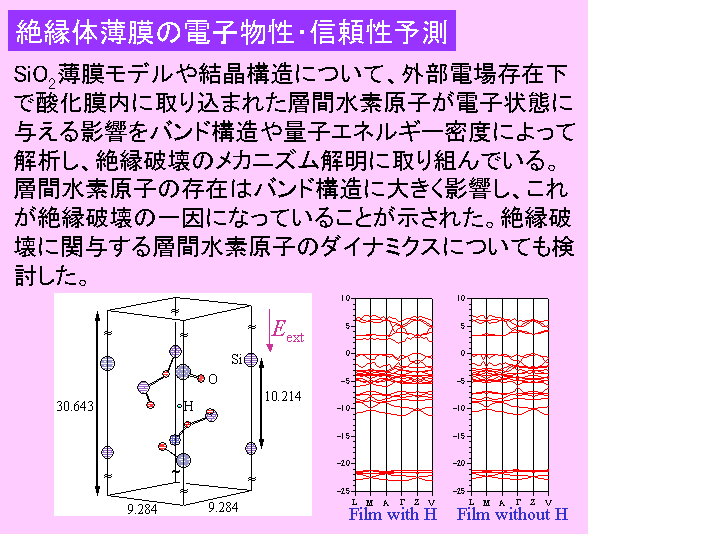 絶縁体薄膜の電子物性・信頼性予測
SiO2薄膜モデルや結晶構造について、外部電場存在下
で酸化膜内に取り込まれた層間水素原子が電子状態に
与える影響をバンド構造や量子エネルギー密度によって
解析し、絶縁破壊のメカニズム解明に取り組んでいる。
層間水素原子の存在はバンド構造に大きく影響し、これ
が絶縁破壊の一因になっていることが示された。絶縁破
壊に関与する層間水素原子のダイナミクスについても検
討した。
Eext
Si
O
H
30.643
10.214
9.284
9.284
10
5
0
-5
-10
-15
-20
-25
L M A Γ Z V
Film with H
10
5
0
-5
-10
-15
-20
-25
L M A Γ Z V
Film without H